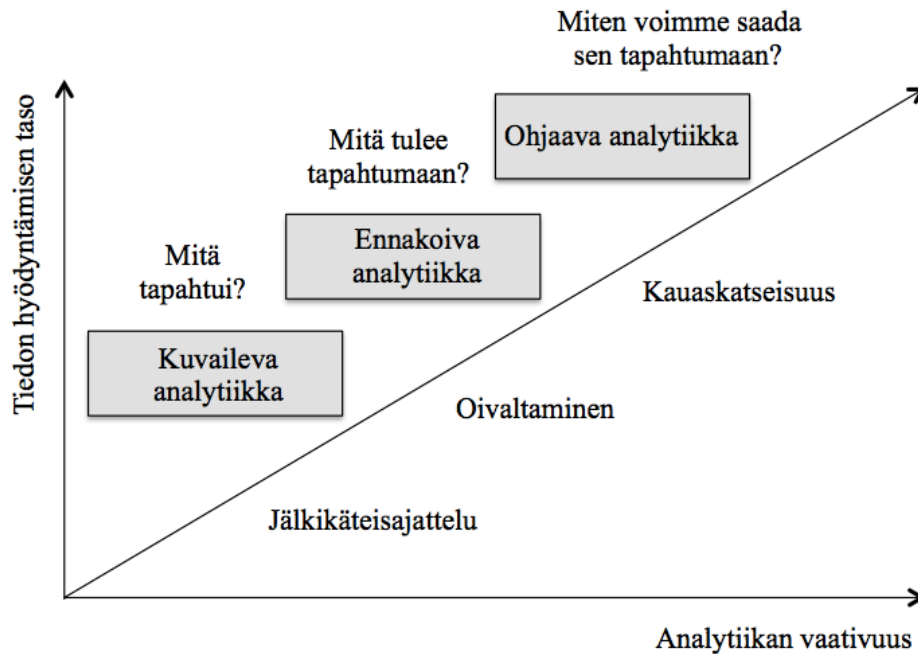 Miten voimme saada
sen tapahtumaan?
Ohjaava analytiikka
Mitä tulee
tapahtumaan?
Ennakoiva
analytiikka
Mitä
tapahtui?
Kuvaileva
analytiikka
Kauaskatseisuus
Oivaltaminen
Jälkikäteisajattelu
Tiedon hyödyntämisen taso
Analytiikan vaativuus